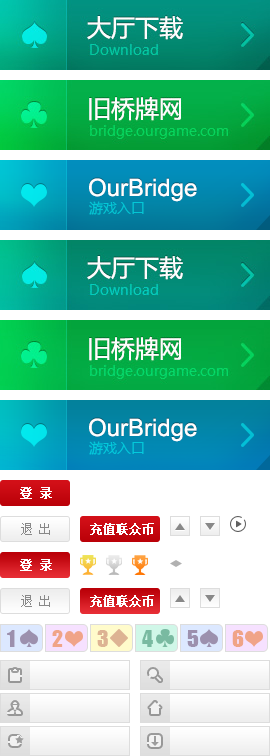 大厅下载
Download
旧桥牌网
bridge.ourgame.com
OurBridge
游戏入口
大厅下载
Download
旧桥牌网
bridge.ourgame.com
OurBridge
游戏入口
登 录
退 出 充值联众币
登 录
退 出 充值联众币
1♠ 2♥ 3♦ 4♣ 5♠ 6♥